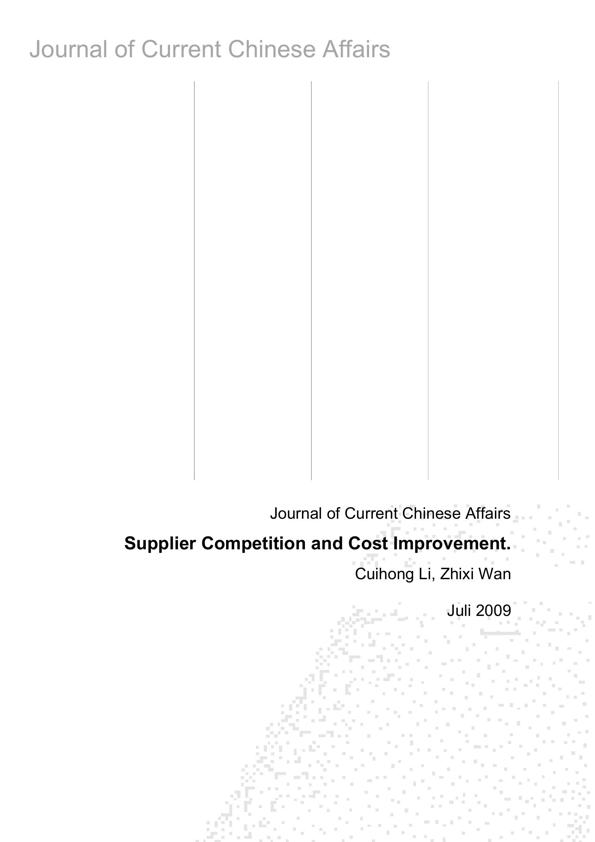 Journal of Current Chinese Affairs
Journal of Current Chinese Affairs
Supplier Competition and Cost Improvement.
Cuihong Li, Zhixi Wan
Juli 2009